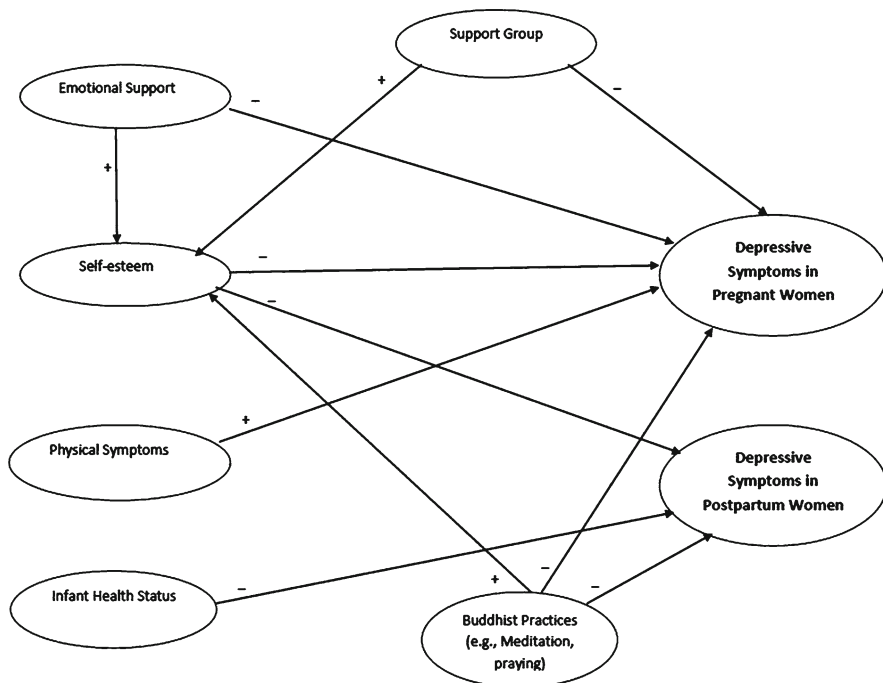 Support Group
+
–
Emotional Support
–
+
Self-esteem
–
–
Depressive
Symptoms in
Pregnant Women
Physical Symptoms
+
Depressive
Symptoms in
Postpartum Women
Infant Health Status
–
+
–
–
Buddhist Practices
(e.g., Meditation,
praying)